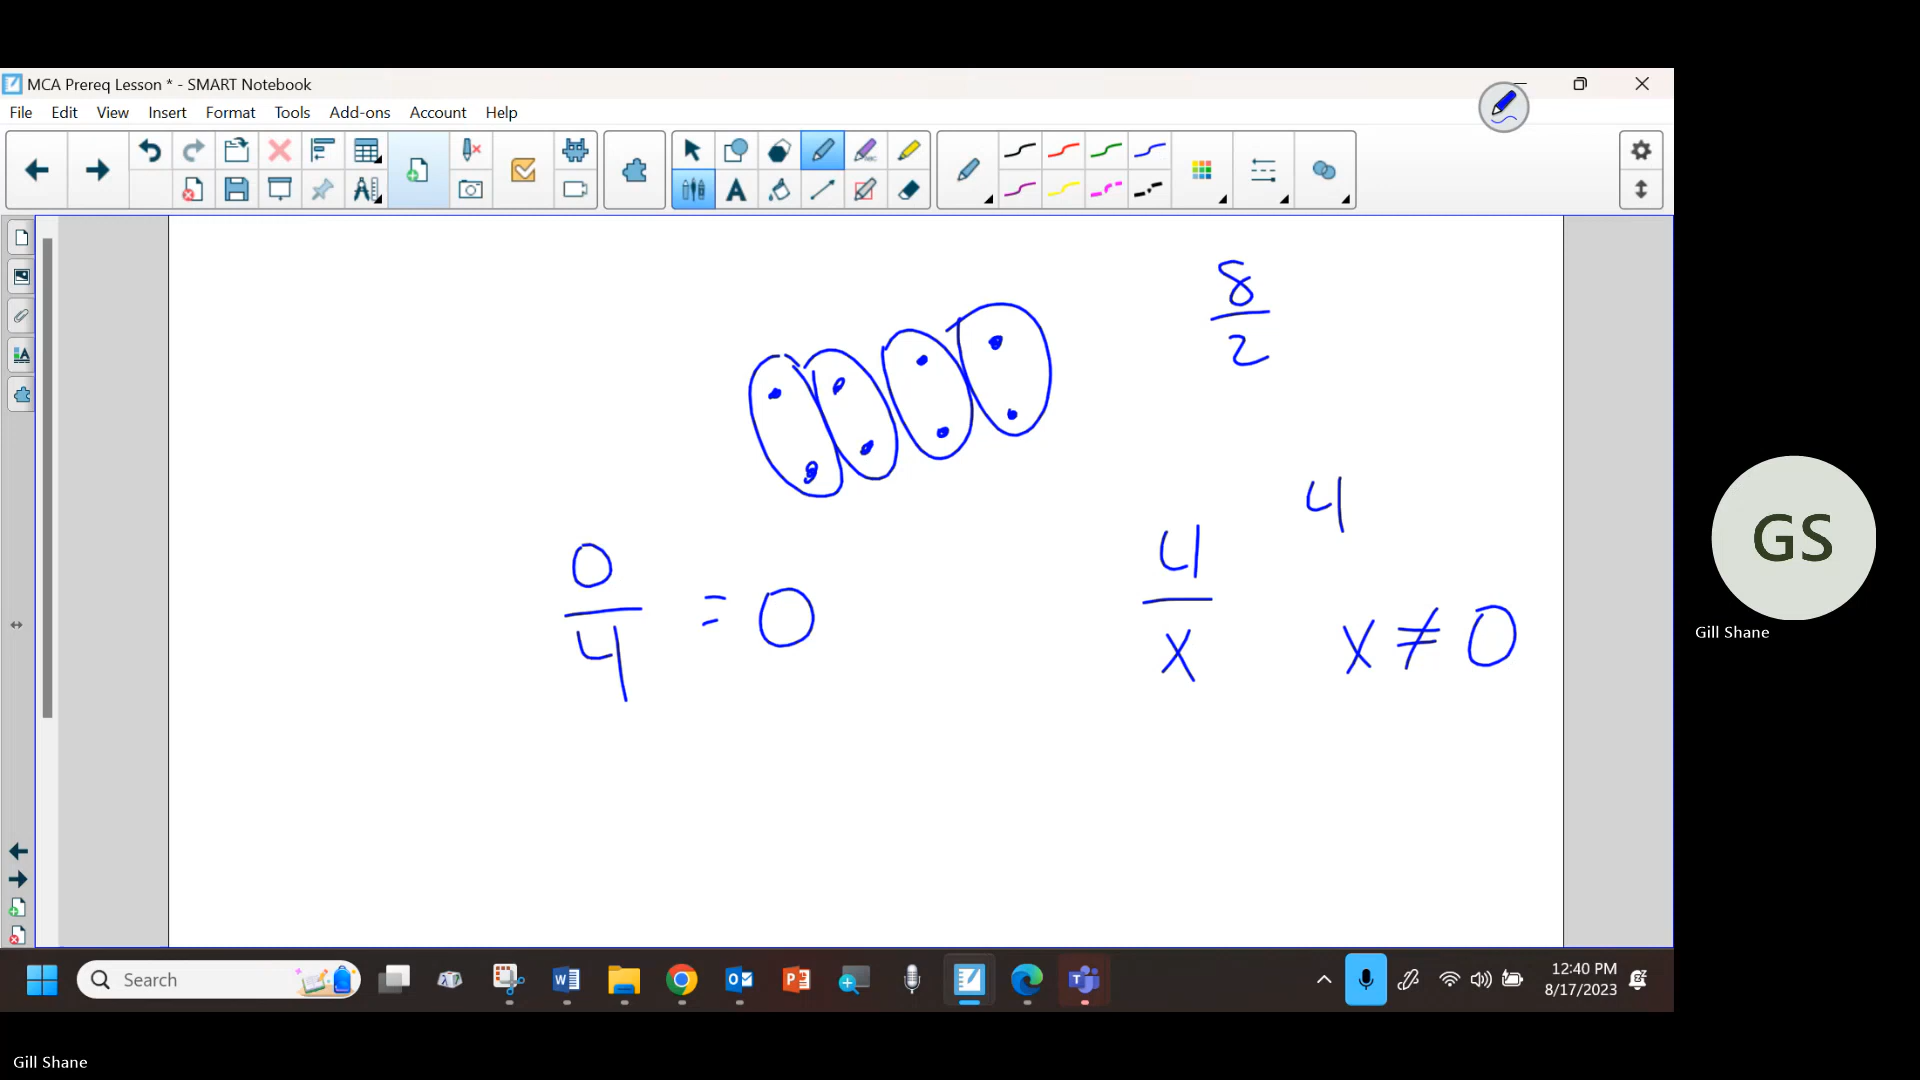 MCA Prereq Lesson * - SMART Notebook
File Edit View Insert Format Tools Add-ons Account Help
8
2
4
0
4
= 0
4
x
x ≠ 0
GS
Gill Shane
Search
12:40 PM
8/17/2023
Gill Shane